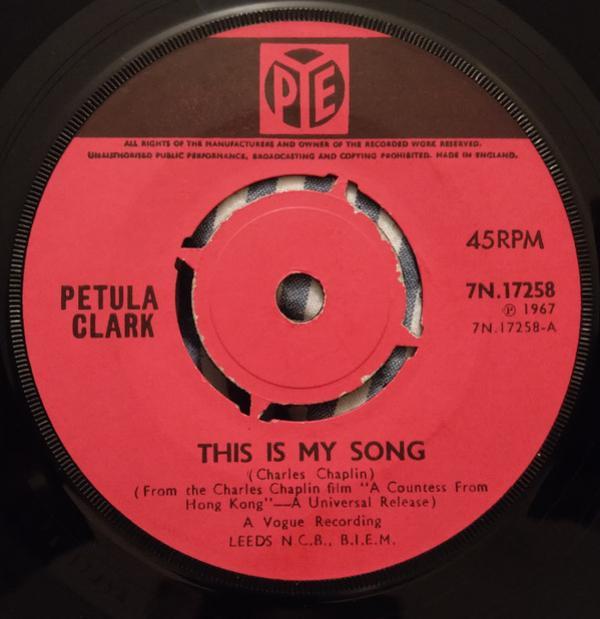 PYE
ALL RIGHTS OF THE MANUFACTURERS AND OWNER OF THE RECORDED WORK RESERVED.
UNAUTHORISED PUBLIC PERFORMANCE, BROADCASTING AND COPYING PROHIBITED. MADE IN ENGLAND.
45RPM
PETULA
CLARK
7N.17258
℗ 1967
7N.17258-A
THIS IS MY SONG
(Charles Chaplin)
(From the Charles Chaplin film "A Countess From
Hong Kong"—A Universal Release)
A Vogue Recording
LEEDS N.C.B., B.I.E.M.